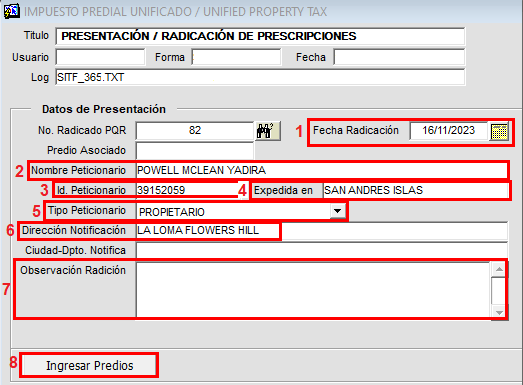 IMPUESTO PREDIAL UNIFICADO / UNIFIED PROPERTY TAX
Titulo PRESENTACIÓN / RADICACIÓN DE PRESCRIPCIONES
Usuario Forma Fecha
Log SITF_365.TXT
Datos de Presentación
No. Radicado PQR 82 1 Fecha Radicación 16/11/2023
Predio Asociado
2 Nombre Peticionario POWELL MCLEAN YADIRA
3 Id. Peticionario 39152059 4 Expedida en SAN ANDRES ISLAS
5 Tipo Peticionario PROPIETARIO
6 Dirección Notificación LA LOMA FLOWERS HILL
Ciudad-Dpto. Notifica
7 Observación Radición
8 Ingresar Predios